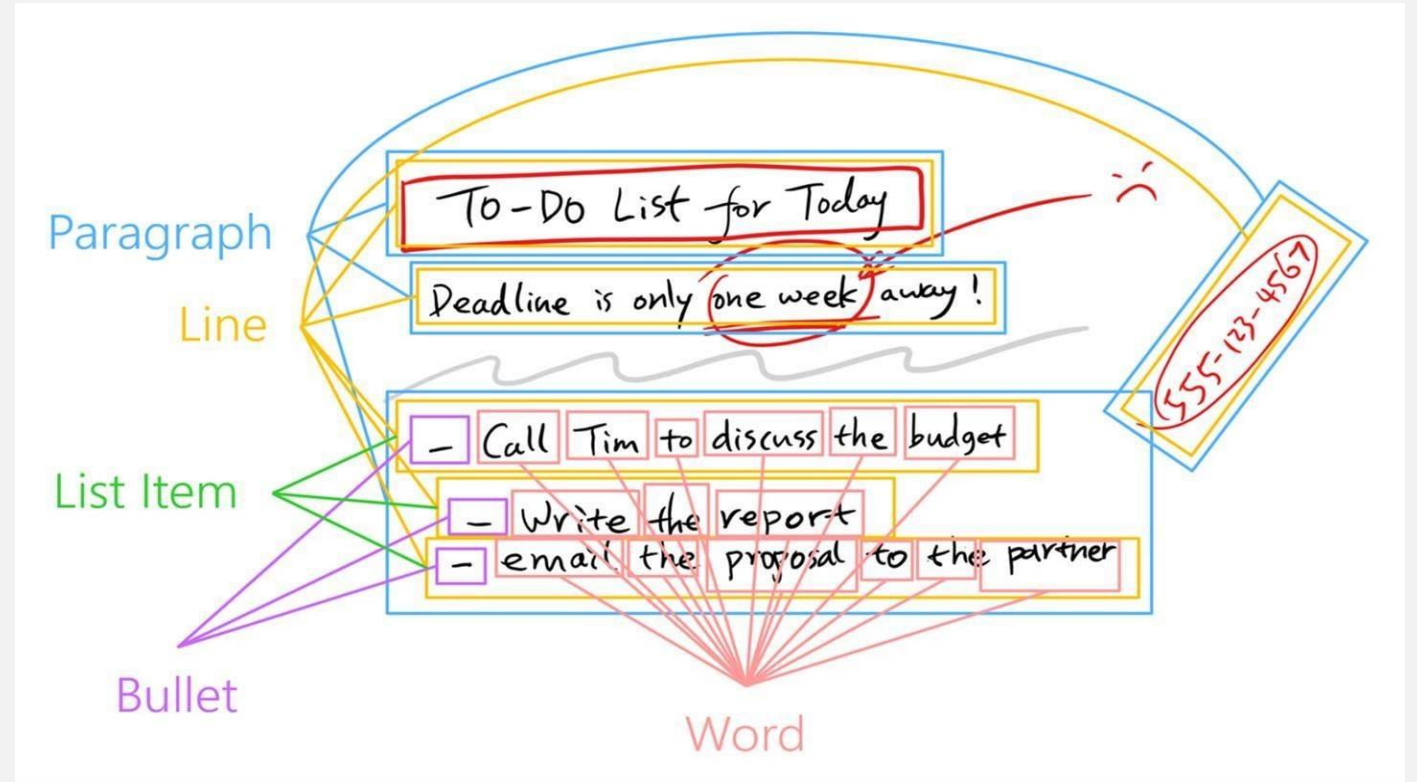 To-Do List for Today
Deadline is only one week away!
555-123-4567
- Call Tim to discuss the budget
- Write the report
- email the proposal to the partner
Paragraph
Line
List Item
Bullet
Word